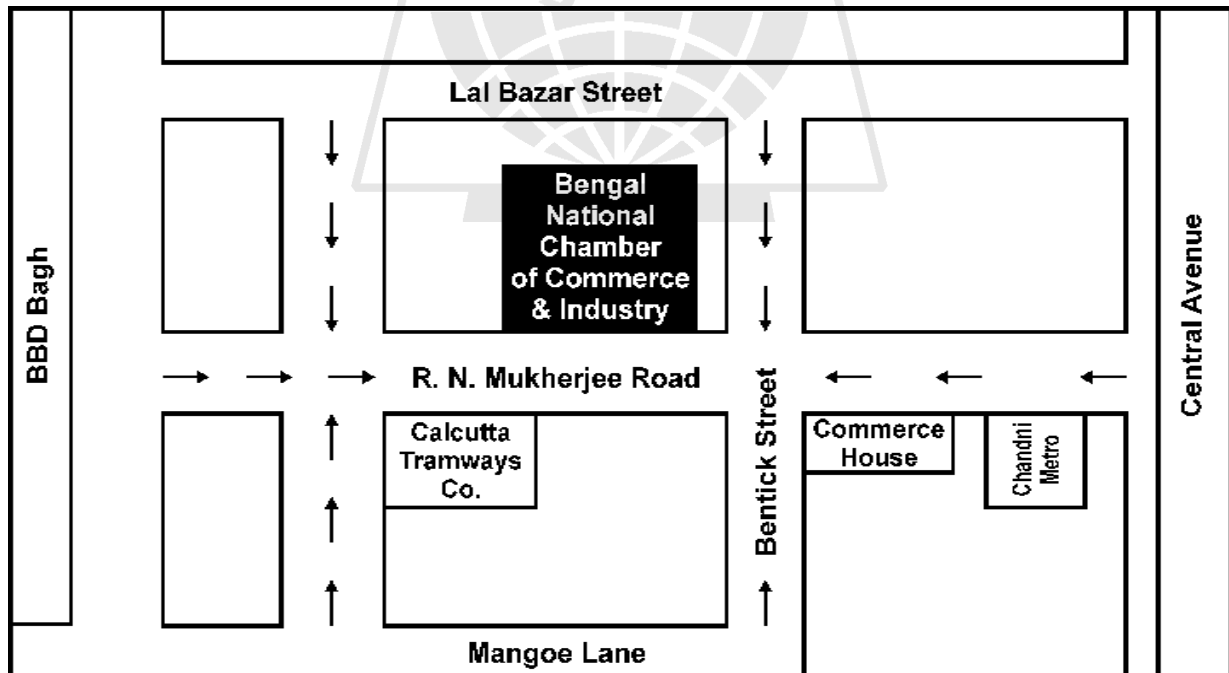 Lal Bazar Street
Bengal
National
Chamber
of Commerce
& Industry
BBD Bagh
Central Avenue
R. N. Mukherjee Road
Bentick Street
Calcutta
Tramways
Co.
Commerce
House
Chandni
Metro
Mangoe Lane